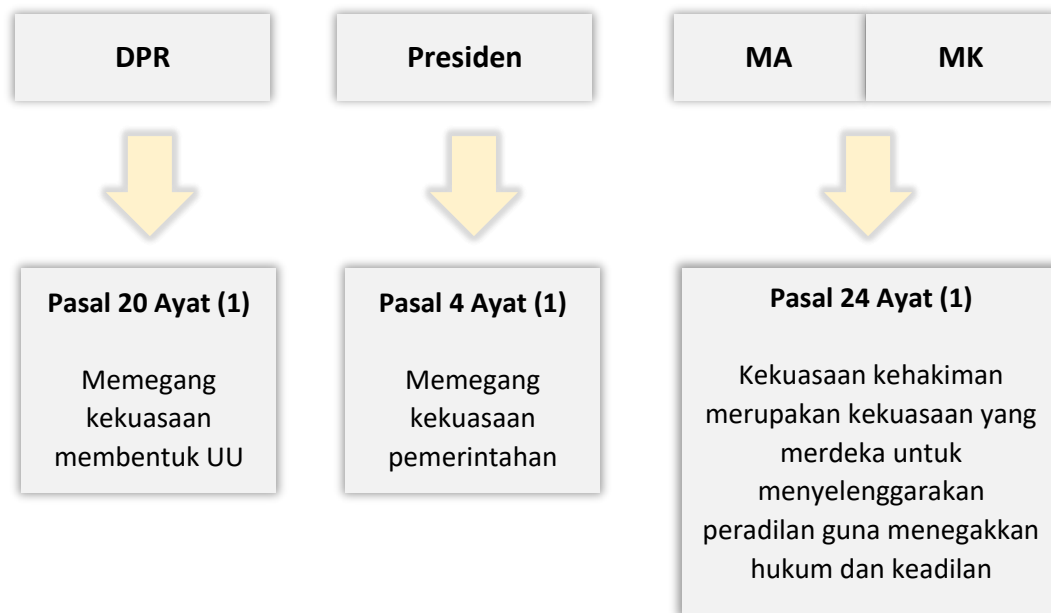 DPR
Presiden
MA
MK
Pasal 20 Ayat (1)
Memegang
kekuasaan
membentuk UU
Pasal 4 Ayat (1)
Memegang
kekuasaan
pemerintahan
Pasal 24 Ayat (1)
Kekuasaan kehakiman
merupakan kekuasaan yang
merdeka untuk
menyelenggarakan
peradilan guna menegakkan
hukum dan keadilan